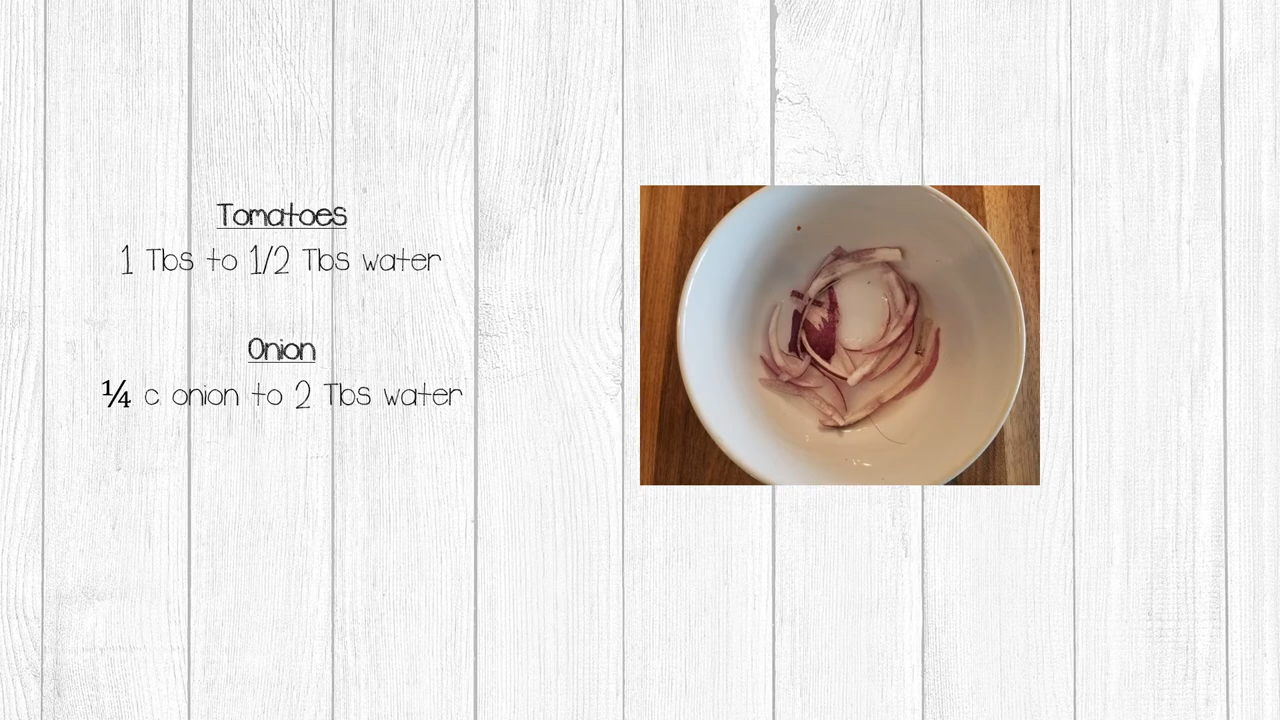 Tomatoes
1 Tbs to 1/2 Tbs water
Onion
¼ c onion to 2 Tbs water